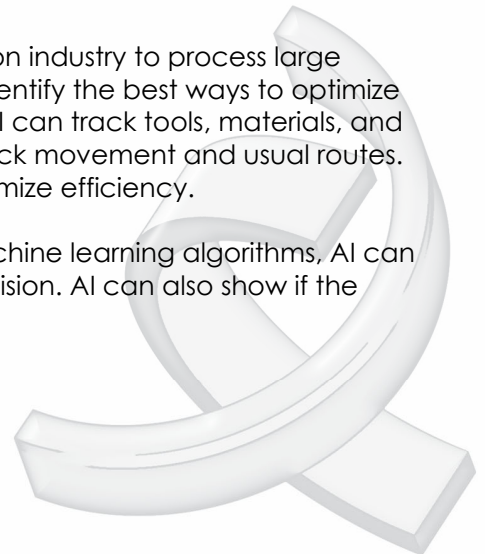 on industry to process large
entify the best ways to optimize
I can track tools, materials, and
ck movement and usual routes.
mize efficiency.
chine learning algorithms, AI can
ision. AI can also show if the